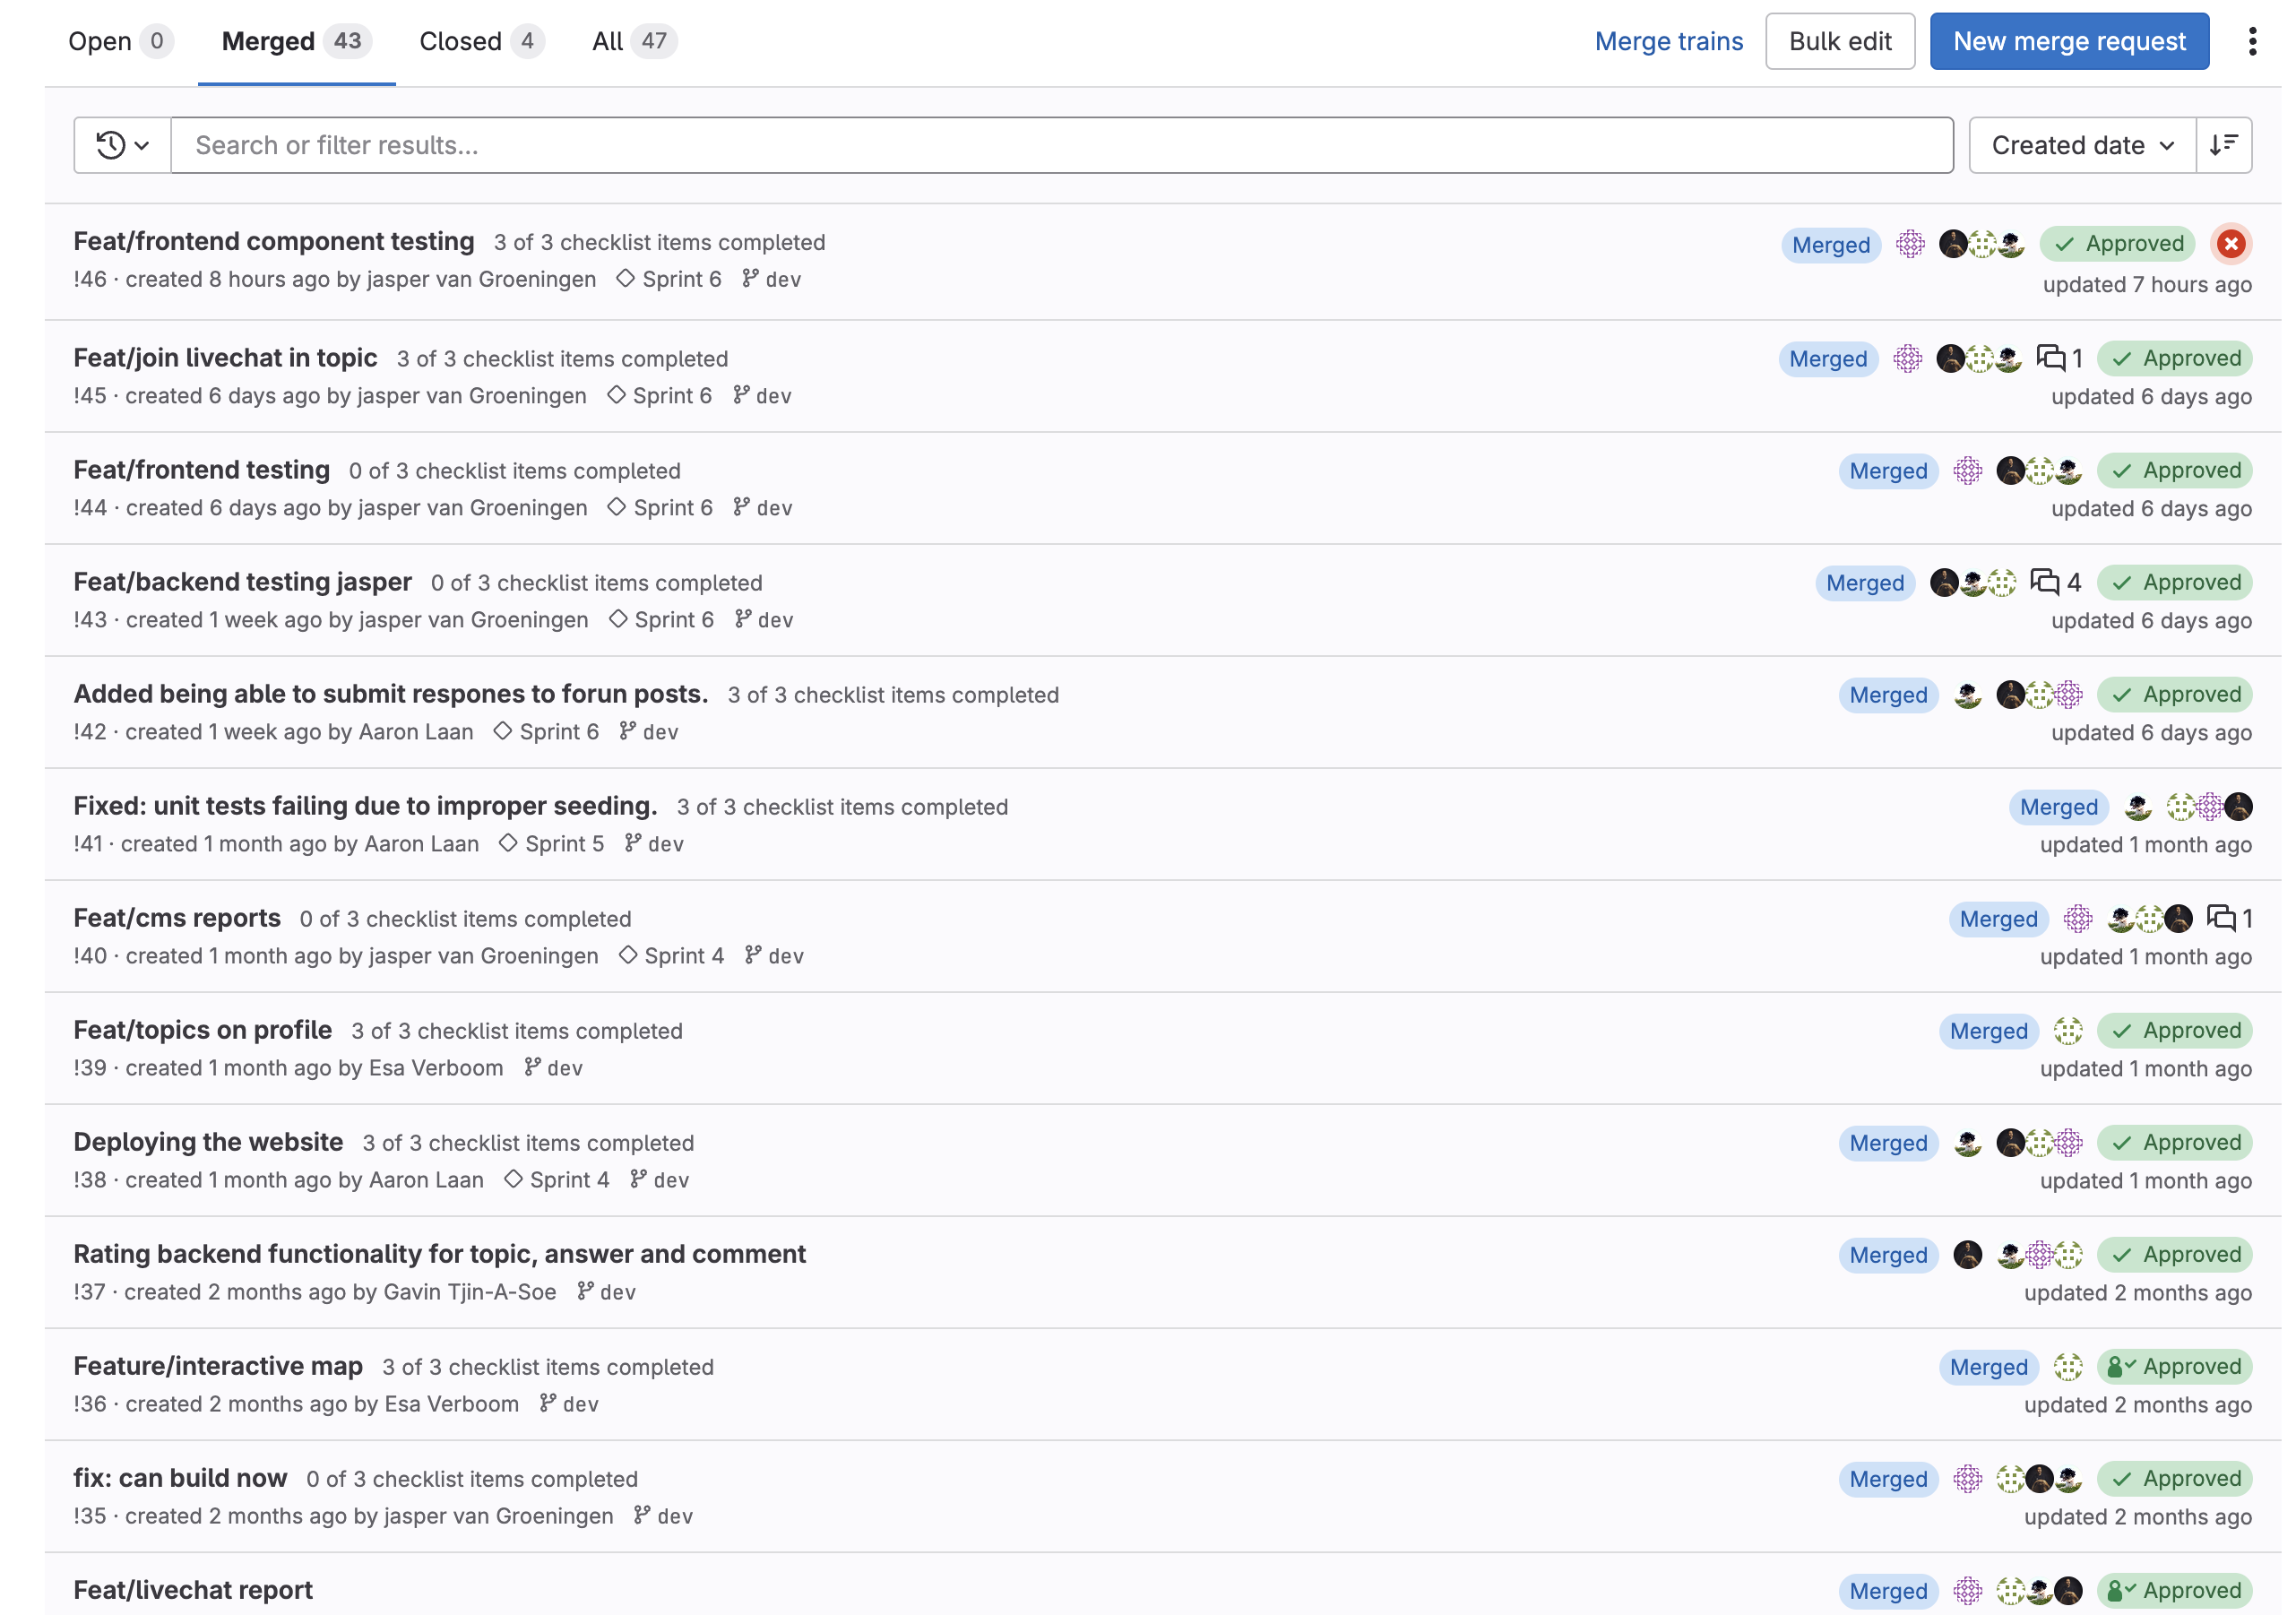 Open 0 Merged 43 Closed 4 All 47 Merge trains Bulk edit New merge request
Search or filter results... Created date
Feat/frontend component testing 3 of 3 checklist items completed Merged Approved
!46 · created 8 hours ago by jasper van Groeningen Sprint 6 dev updated 7 hours ago
Feat/join livechat in topic 3 of 3 checklist items completed Merged 1 Approved
!45 · created 6 days ago by jasper van Groeningen Sprint 6 dev updated 6 days ago
Feat/frontend testing 0 of 3 checklist items completed Merged Approved
!44 · created 6 days ago by jasper van Groeningen Sprint 6 dev updated 6 days ago
Feat/backend testing jasper 0 of 3 checklist items completed Merged 4 Approved
!43 · created 1 week ago by jasper van Groeningen Sprint 6 dev updated 6 days ago
Added being able to submit respones to forun posts. 3 of 3 checklist items completed Merged Approved
!42 · created 1 week ago by Aaron Laan Sprint 6 dev updated 6 days ago
Fixed: unit tests failing due to improper seeding. 3 of 3 checklist items completed Merged
!41 · created 1 month ago by Aaron Laan Sprint 5 dev updated 1 month ago
Feat/cms reports 0 of 3 checklist items completed Merged 1
!40 · created 1 month ago by jasper van Groeningen Sprint 4 dev updated 1 month ago
Feat/topics on profile 3 of 3 checklist items completed Merged Approved
!39 · created 1 month ago by Esa Verboom dev updated 1 month ago
Deploying the website 3 of 3 checklist items completed Merged Approved
!38 · created 1 month ago by Aaron Laan Sprint 4 dev updated 1 month ago
Rating backend functionality for topic, answer and comment Merged Approved
!37 · created 2 months ago by Gavin Tjin-A-Soe dev updated 2 months ago
Feature/interactive map 3 of 3 checklist items completed Merged Approved
!36 · created 2 months ago by Esa Verboom dev updated 2 months ago
fix: can build now 0 of 3 checklist items completed Merged Approved
!35 · created 2 months ago by jasper van Groeningen dev updated 2 months ago
Feat/livechat report Merged Approved